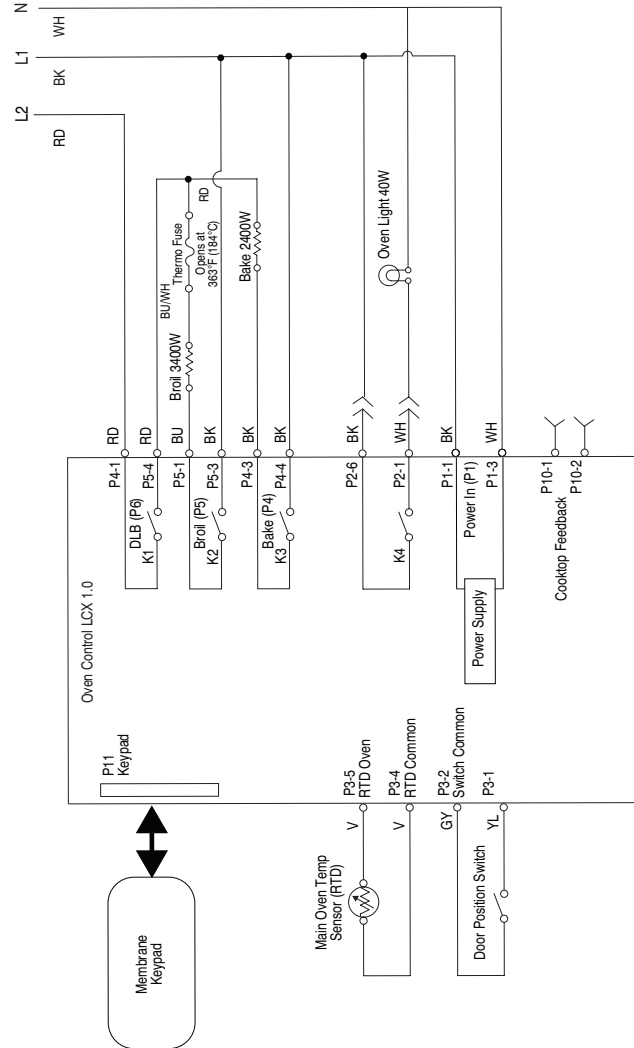 N
WH
L1
BK
L2
RD
RD
Thermo Fuse
Opens at
363°F (184°C)
BU/WH
Broil 3400W
Bake 2400W
Oven Light 40W
RD
RD
BU
BK
BK
BK
BK
WH
BK
WH
P4-1
P5-4
P5-1
P5-3
P4-3
P4-4
P2-6
P2-1
P1-1
P1-3
P10-1
P10-2
DLB (P6)
K1
Broil (P5)
K2
Bake (P4)
K3
K4
Power In (P1)
Power Supply
Cooktop Feedback
Oven Control LCX 1.0
P11
Keypad
P3-5
RTD Oven
P3-4
RTD Common
P3-2
Switch Common
P3-1
V
V
GY
YL
Main Oven Temp
Sensor (RTD)
Door Position Switch
Membrane
Keypad